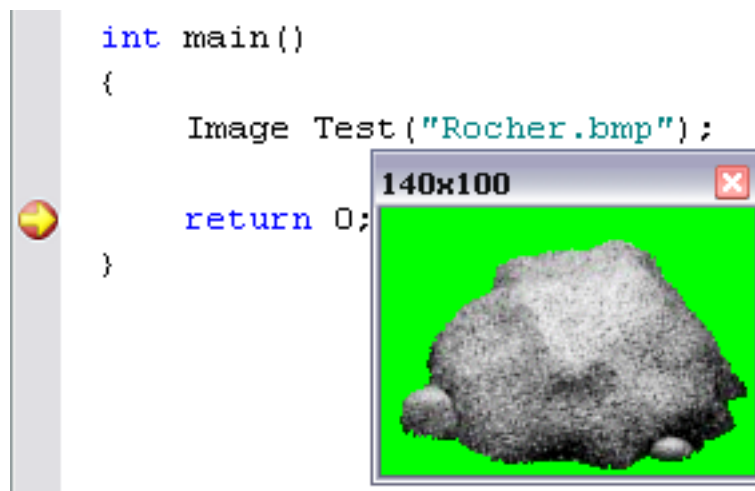 int main()
{
Image Test("Rocher.bmp");
140x100
return 0;
}